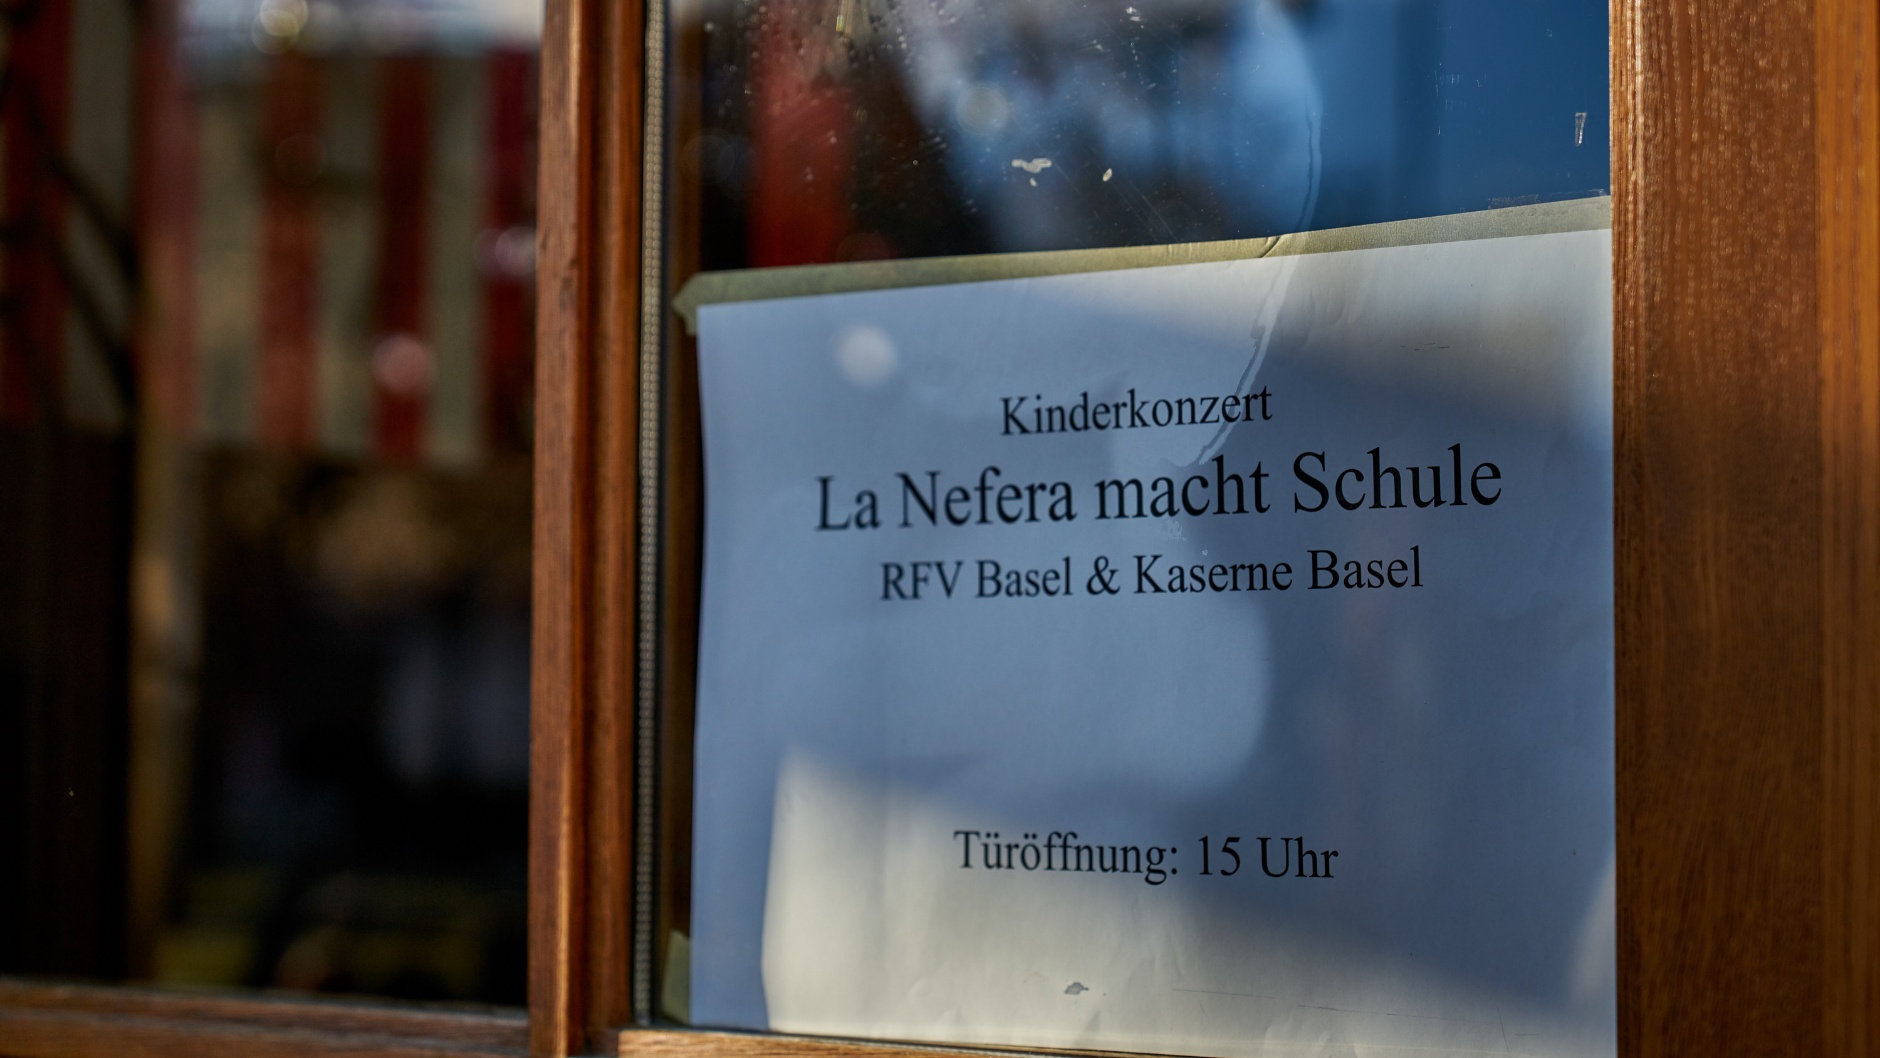 Kinderkonzert
La Nefera macht Schule
RFV Basel & Kaserne Basel
Türöffnung: 15 Uhr